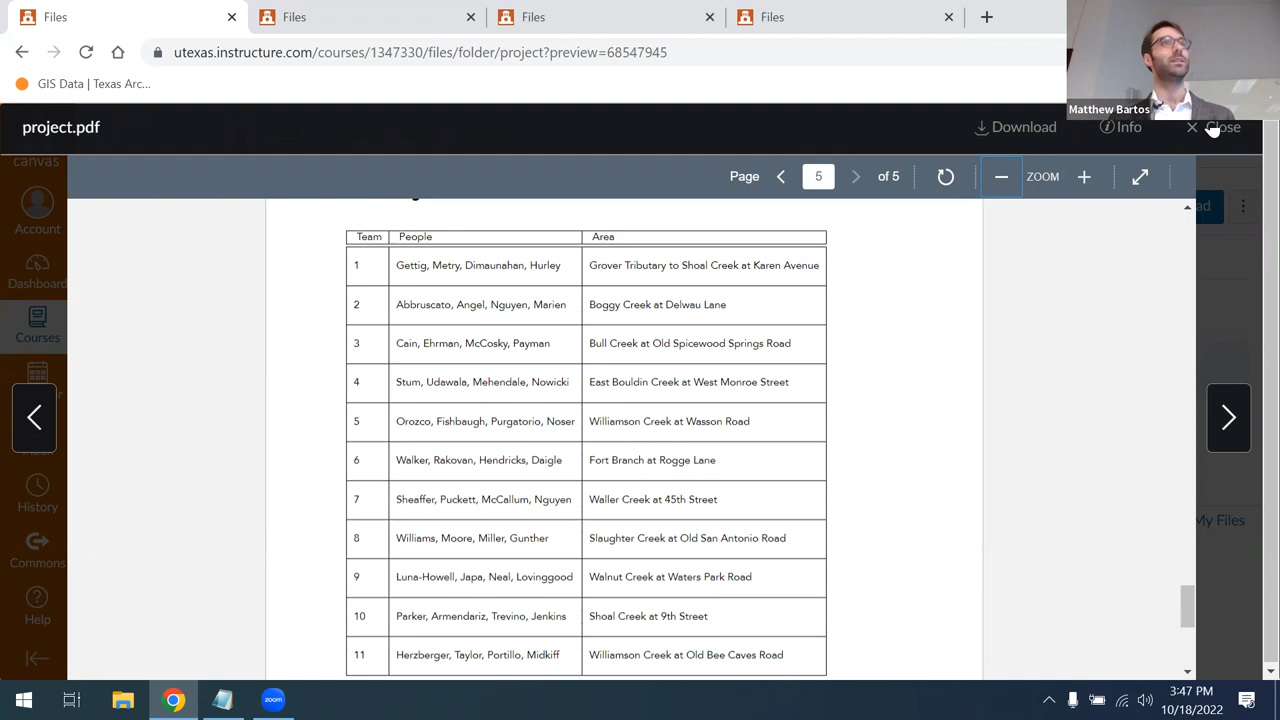 Files
Files
Files
Files
utexas.instructure.com/courses/1347330/files/folder/project?preview=68547945
GIS Data | Texas Arc...
Matthew Bartos
project.pdf
Download
Info
Close
canvas
Page 5 of 5
ZOOM
Account
Dashboard
Courses
History
Commons
Help
My Files
Team People Area
1 Gettig, Metry, Dimaunahan, Hurley Grover Tributary to Shoal Creek at Karen Avenue
2 Abbruscato, Angel, Nguyen, Marien Boggy Creek at Delwau Lane
3 Cain, Ehrman, McCosky, Payman Bull Creek at Old Spicewood Springs Road
4 Stum, Udawala, Mehendale, Nowicki East Bouldin Creek at West Monroe Street
5 Orozco, Fishbaugh, Purgatorio, Noser Williamson Creek at Wasson Road
6 Walker, Rakovan, Hendricks, Daigle Fort Branch at Rogge Lane
7 Sheaffer, Puckett, McCallum, Nguyen Waller Creek at 45th Street
8 Williams, Moore, Miller, Gunther Slaughter Creek at Old San Antonio Road
9 Luna-Howell, Japa, Neal, Lovinggood Walnut Creek at Waters Park Road
10 Parker, Armendariz, Trevino, Jenkins Shoal Creek at 9th Street
11 Herzberger, Taylor, Portillo, Midkiff Williamson Creek at Old Bee Caves Road
zoom
3:47 PM
10/18/2022